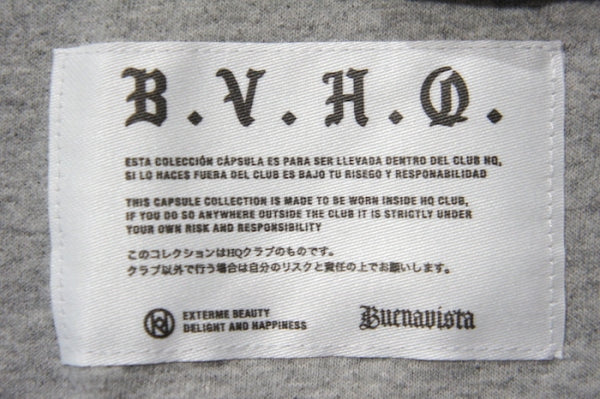 B.V.H.Q.
ESTA COLECCIÓN CÁPSULA ES PARA SER LLEVADA DENTRO DEL CLUB HQ,
SI LO HACES FUERA DEL CLUB ES BAJO TU RISEGO Y RESPONABILIDAD
THIS CAPSULE COLLECTION IS MADE TO BE WORN INSIDE HQ CLUB,
IF YOU DO SO ANYWHERE OUTSIDE THE CLUB IT IS STRICTLY UNDER
YOUR OWN RISK AND RESPONSIBILITY
このコレクションはHQクラブのものです。
クラブ以外で行う場合は自分のリスクと責任の上でお願いします。
EXTERME BEAUTY
DELIGHT AND HAPPINESS
Buenavista